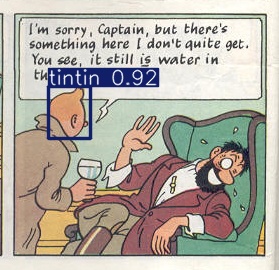 I'm sorry, Captain, but there's
something here I don't quite get.
You see, it still is water in
th
tintin 0.92